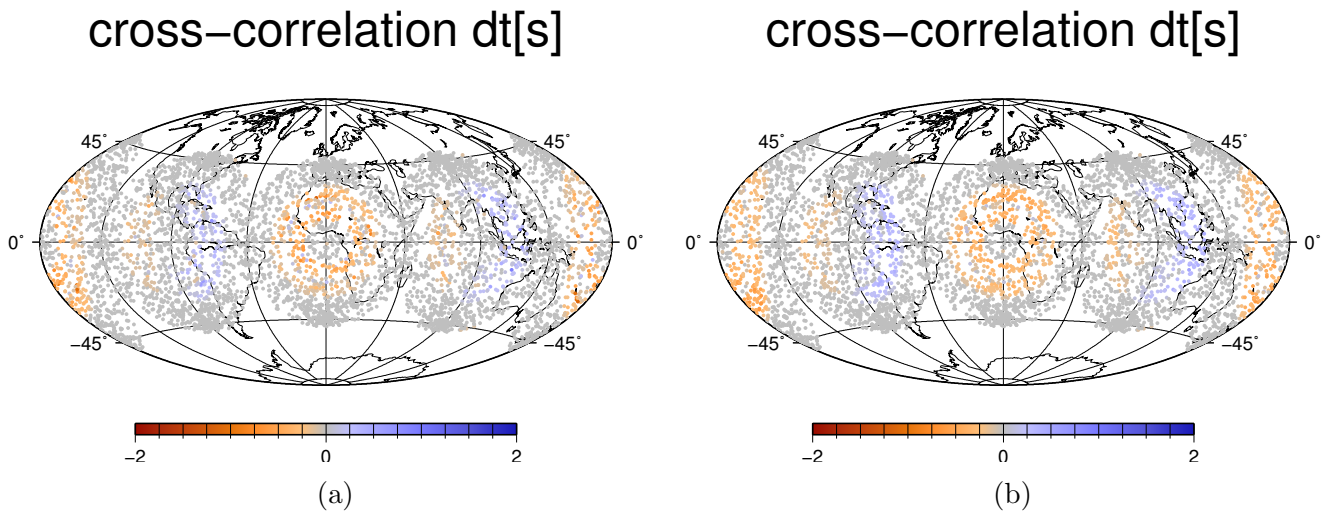 cross−correlation dt[s] cross−correlation dt[s]
45˚ 45˚ 45˚ 45˚
0˚ 0˚ 0˚ 0˚
−45˚ −45˚ −45˚ −45˚
−2 0 2 −2 0 2
(a) (b)